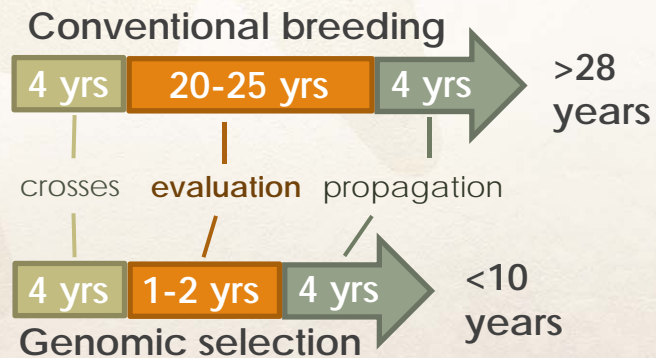 Conventional breeding
4 yrs 20-25 yrs 4 yrs
>28
years
crosses evaluation propagation
4 yrs 1-2 yrs 4 yrs
<10
years
Genomic selection